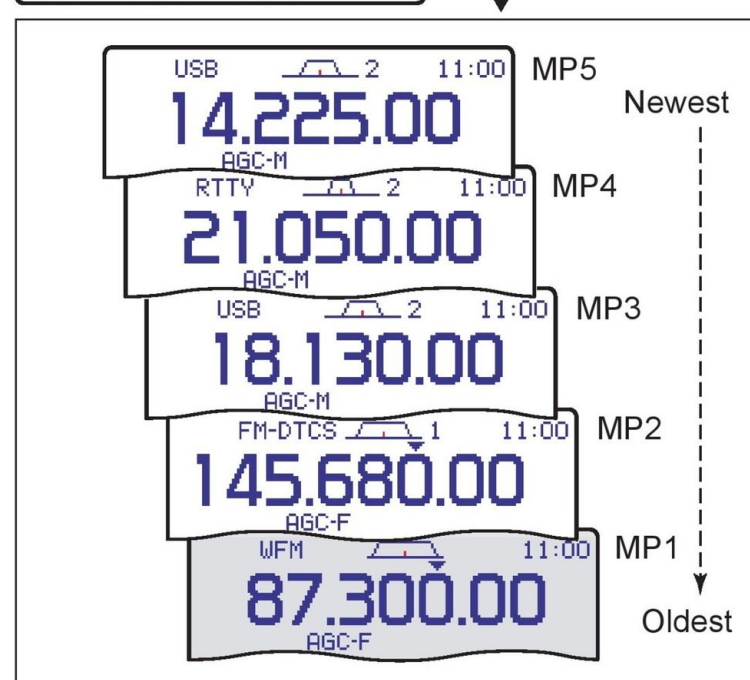 USB 2 11:00 MP5
Newest
14.225.00
AGC-M
RTTY 2 11:00 MP4
21.050.00
AGC-M
USB 2 11:00 MP3
18.130.00
AGC-M
FM-DTCS 1 11:00 MP2
145.680.00
AGC-F
WFM 11:00 MP1
87.300.00
Oldest
AGC-F